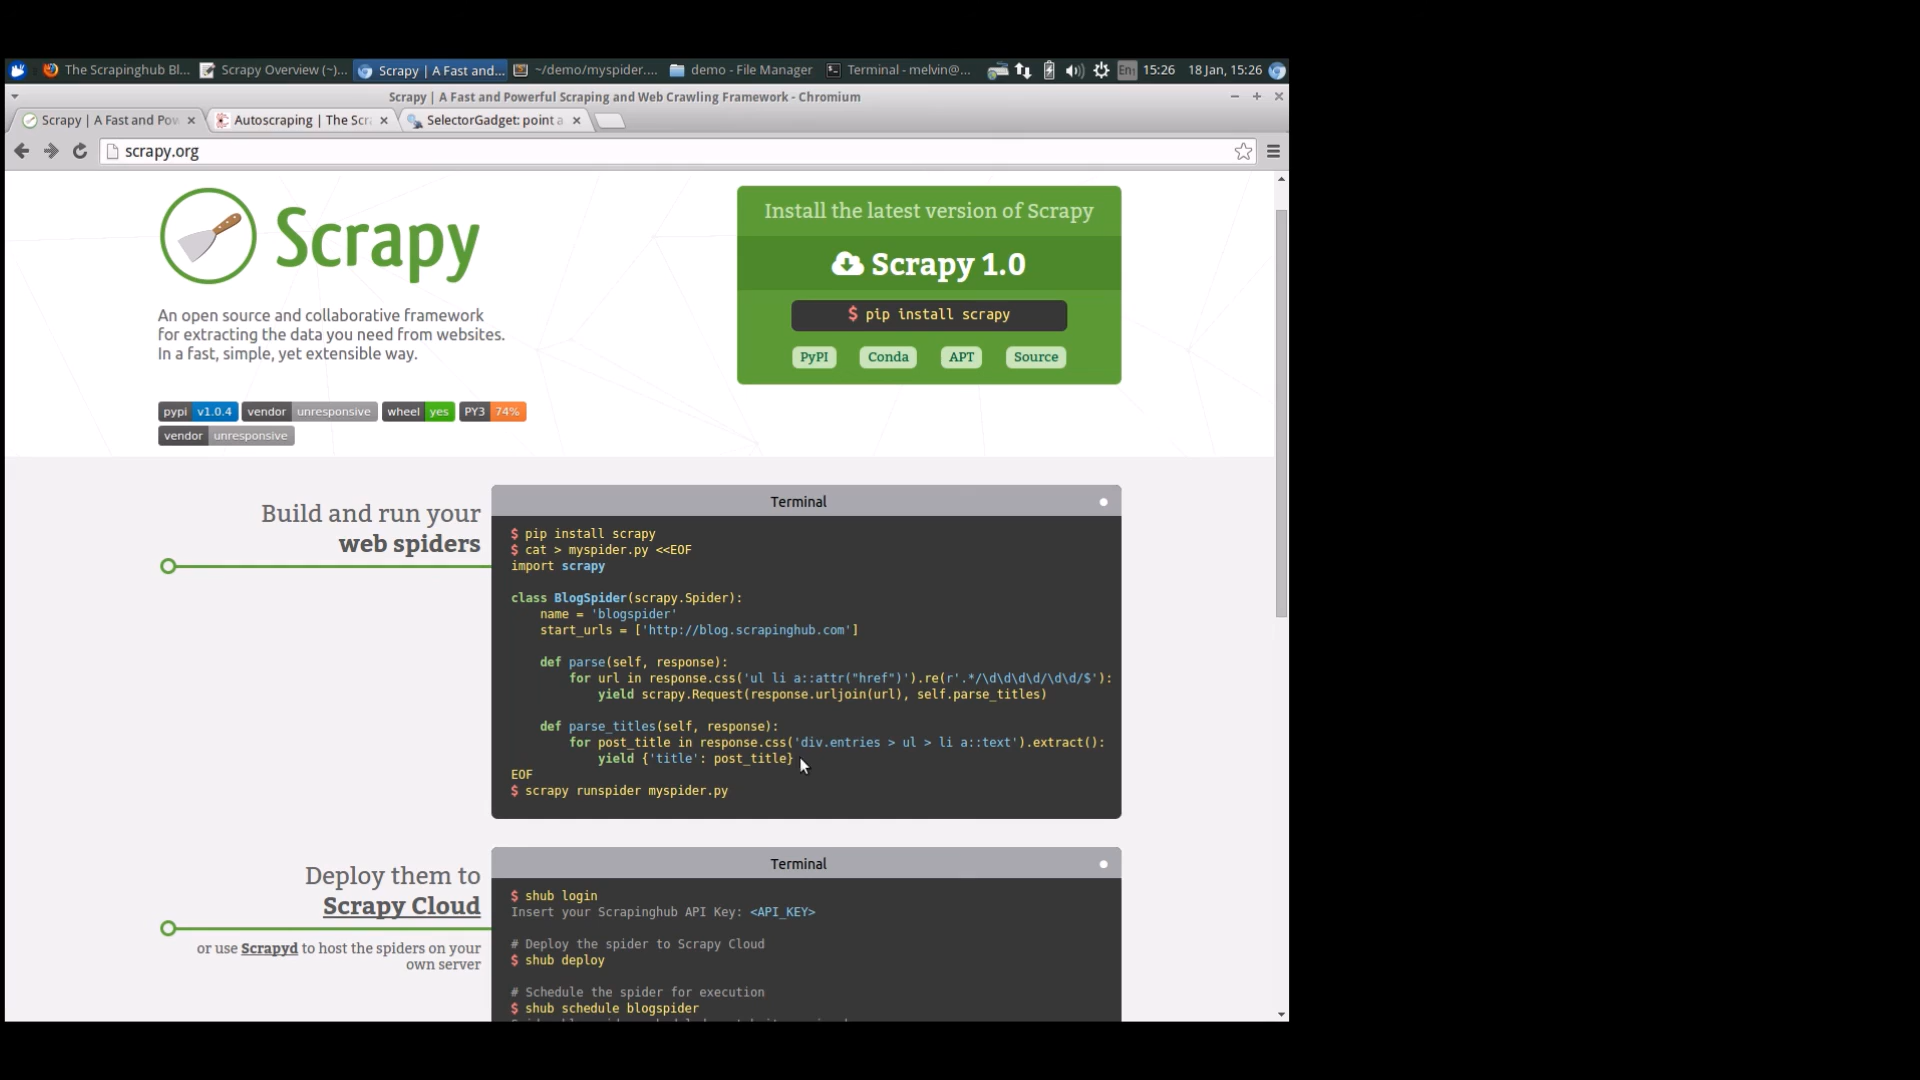 The Scrapinghub Bl... Scrapy Overview (~)... Scrapy | A Fast and... ~/demo/myspider.... demo - File Manager Terminal - melvin@... En 15:26 18 Jan, 15:26
Scrapy | A Fast and Powerful Scraping and Web Crawling Framework - Chromium
Scrapy | A Fast and Pow Autoscraping | The Scra SelectorGadget: point a
scrapy.org
Scrapy
An open source and collaborative framework
for extracting the data you need from websites.
In a fast, simple, yet extensible way.
pypi v1.0.4 vendor unresponsive wheel yes PY3 74%
vendor unresponsive
Install the latest version of Scrapy
Scrapy 1.0
$ pip install scrapy
PyPI Conda APT Source
Build and run your
web spiders
Terminal
$ pip install scrapy
$ cat > myspider.py <<EOF
import scrapy
class BlogSpider(scrapy.Spider):
name = 'blogspider'
start_urls = ['http://blog.scrapinghub.com']
def parse(self, response):
for url in response.css('ul li a::attr("href")').re(r'.*/\d\d\d\d/\d\d/$'):
yield scrapy.Request(response.urljoin(url), self.parse_titles)
def parse_titles(self, response):
for post_title in response.css('div.entries > ul > li a::text').extract():
yield {'title': post_title}
EOF
$ scrapy runspider myspider.py
Deploy them to
Scrapy Cloud
or use Scrapyd to host the spiders on your
own server
Terminal
$ shub login
Insert your Scrapinghub API Key: <API_KEY>
# Deploy the spider to Scrapy Cloud
$ shub deploy
# Schedule the spider for execution
$ shub schedule blogspider